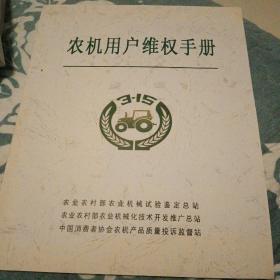 农机用户维权手册
3·15
农业农村部农业机械试验鉴定总站
农业农村部农业机械化技术开发推广总站
中国消费者协会农机产品质量投诉监督站